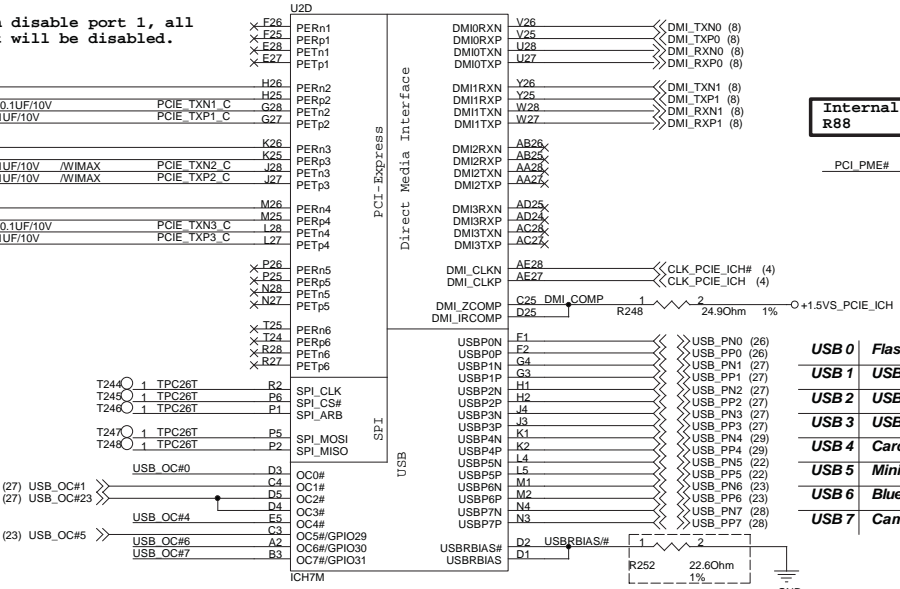 disable port 1, all
will be disabled.
U2D
F26 PERn1
F25 PERp1
E28 PETn1
E27 PETp1
H26 PERn2
H25 PERp2
0.1UF/10V PCIE_TXN1_C G28 PETn2
1UF/10V PCIE_TXP1_C G27 PETp2
K26 PERn3
K25 PERp3
1UF/10V /WIMAX PCIE_TXN2_C J28 PETn3
1UF/10V /WIMAX PCIE_TXP2_C J27 PETp3
M26 PERn4
M25 PERp4
0.1UF/10V PCIE_TXN3_C L28 PETn4
1UF/10V PCIE_TXP3_C L27 PETp4
P26 PERn5
P25 PERp5
N28 PETn5
N27 PETp5
T25 PERn6
T24 PERp6
R28 PETn6
R27 PETp6
T244 1 TPC26T R2 SPI_CLK
T245 1 TPC26T P6 SPI_CS#
T246 1 TPC26T P1 SPI_ARB
T247 1 TPC26T P5 SPI_MOSI
T248 1 TPC26T P2 SPI_MISO
USB_OC#0 D3 OC0#
(27) USB_OC#1 C4 OC1#
(27) USB_OC#23 D5 OC2#
D4 OC3#
USB_OC#4 E5 OC4#
(23) USB_OC#5 C3 OC5#/GPIO29
USB_OC#6 A2 OC6#/GPIO30
USB_OC#7 B3 OC7#/GPIO31
ICH7M
PCI-Express
Direct Media Interface
SPI
USB
DMI0RXN V26 DMI_TXN0 (8)
DMI0RXP V25 DMI_TXP0 (8)
DMI0TXN U28 DMI_RXN0 (8)
DMI0TXP U27 DMI_RXP0 (8)
DMI1RXN Y26 DMI_TXN1 (8)
DMI1RXP Y25 DMI_TXP1 (8)
DMI1TXN W28 DMI_RXN1 (8)
DMI1TXP W27 DMI_RXP1 (8)
DMI2RXN AB26
DMI2RXP AB25
DMI2TXN AA28
DMI2TXP AA27
DMI3RXN AD25
DMI3RXP AD24
DMI3TXN AC28
DMI3TXP AC27
DMI_CLKN AE28 CLK_PCIE_ICH# (4)
DMI_CLKP AE27 CLK_PCIE_ICH (4)
DMI_ZCOMP C25 DMI_COMP 1 2 +1.5VS_PCIE_ICH
DMI_IRCOMP D25 R248 24.9Ohm 1%
USBP0N F1 USB_PN0 (26)
USBP0P F2 USB_PP0 (26)
USBP1N G4 USB_PN1 (27)
USBP1P G3 USB_PP1 (27)
USBP2N H1 USB_PN2 (27)
USBP2P H2 USB_PP2 (27)
USBP3N J4 USB_PN3 (27)
USBP3P J3 USB_PP3 (27)
USBP4N K1 USB_PN4 (29)
USBP4P K2 USB_PP4 (29)
USBP5N L4 USB_PN5 (22)
USBP5P L5 USB_PP5 (22)
USBP6N M1 USB_PN6 (23)
USBP6P M2 USB_PP6 (23)
USBP7N N4 USB_PN7 (28)
USBP7P N3 USB_PP7 (28)
USBRBIAS# D2 USBRBIAS/# 1 2
USBRBIAS D1
R252 22.6Ohm
1%
Internal
R88
PCI_PME#
USB 0 Flas
USB 1 USB
USB 2 USB
USB 3 USB
USB 4 Card
USB 5 Mini
USB 6 Blue
USB 7 Cam